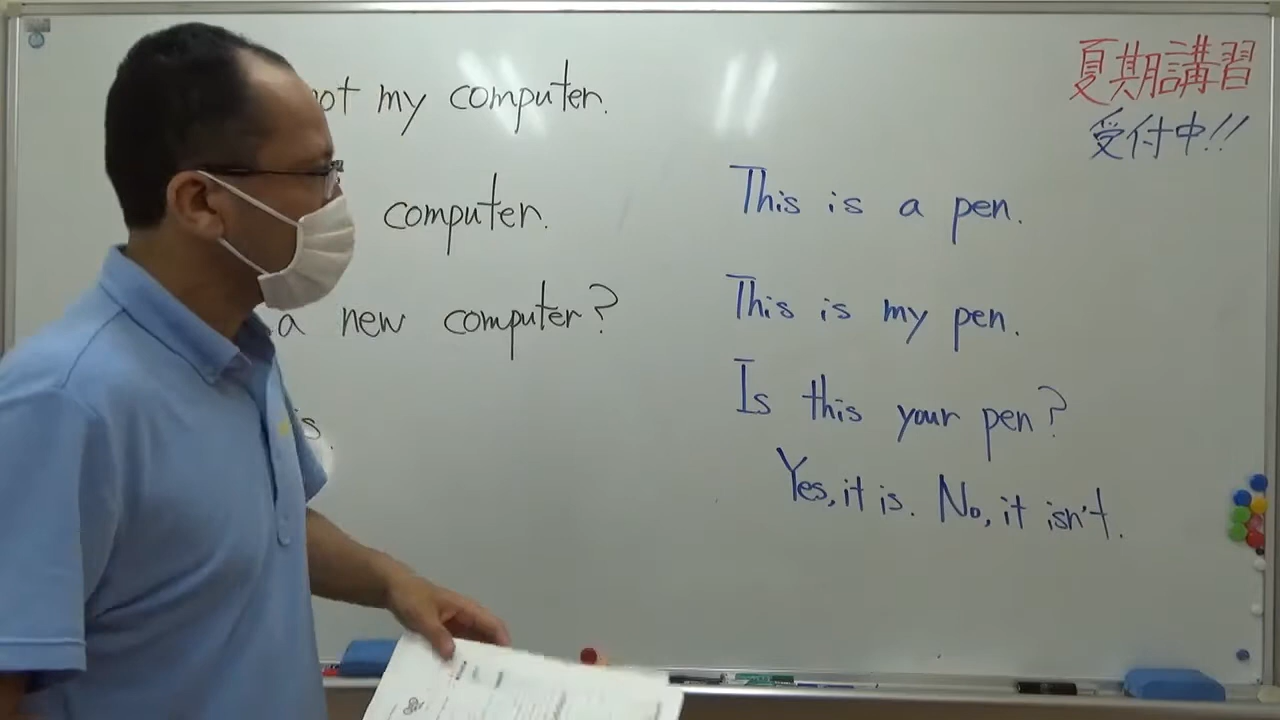 not my computer.
computer.
a new computer?
is.
夏期講習
受付中!!
This is a pen.
This is my pen.
Is this your pen?
Yes, it is. No, it isn't.